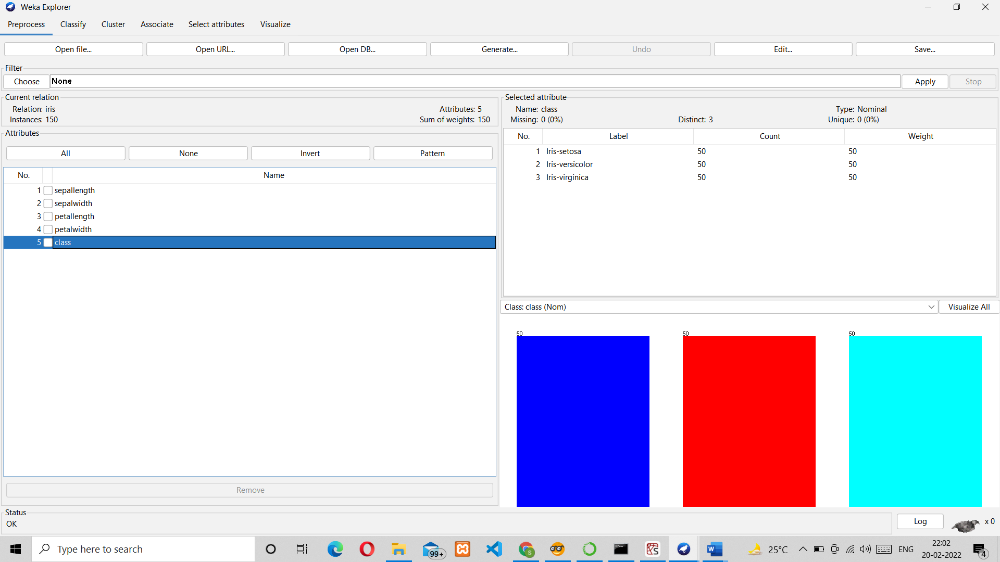 Weka Explorer
Preprocess Classify Cluster Associate Select attributes Visualize
Open file... Open URL... Open DB... Generate... Undo Edit... Save...
Filter
Choose None Apply Stop
Current relation
Relation: iris Attributes: 5
Instances: 150 Sum of weights: 150
Selected attribute
Name: class Type: Nominal
Missing: 0 (0%) Distinct: 3 Unique: 0 (0%)
Attributes
All None Invert Pattern
No. Name
1 sepallength
2 sepalwidth
3 petallength
4 petalwidth
5 class
Remove
No. Label Count Weight
1 Iris-setosa 50 50
2 Iris-versicolor 50 50
3 Iris-virginica 50 50
Class: class (Nom) Visualize All
50 50 50
Status
OK
Log x 0
Type here to search 99+ S W 25°C ENG 22:02
20-02-2022 4